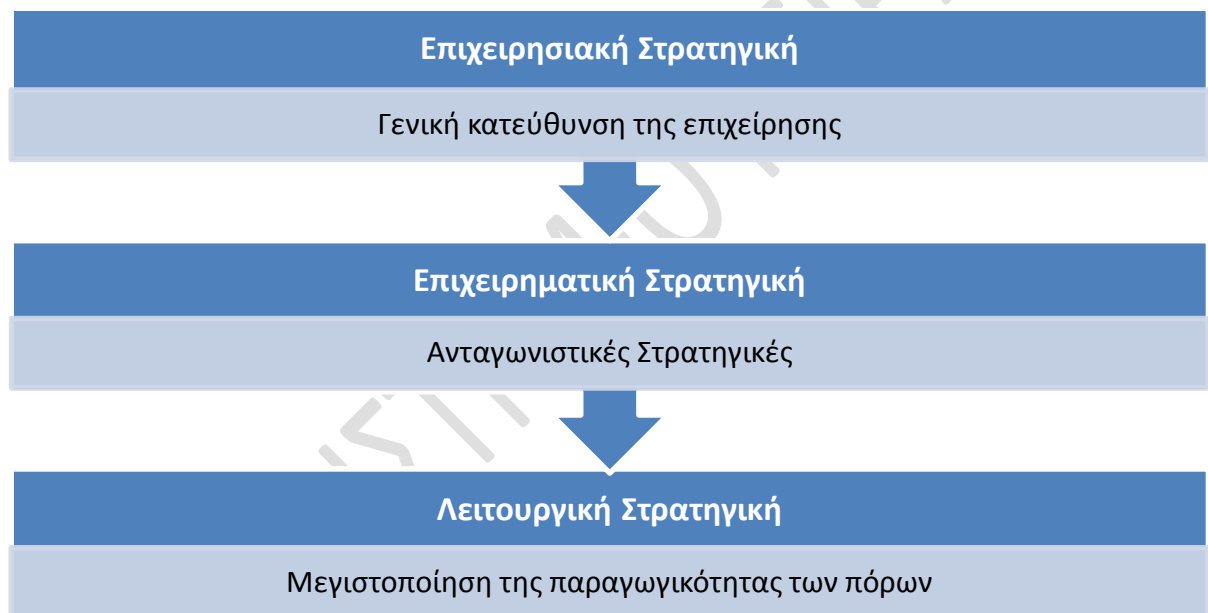 Επιχειρησιακή Στρατηγική
Γενική κατεύθυνση της επιχείρησης
Επιχειρηματική Στρατηγική
Ανταγωνιστικές Στρατηγικές
Λειτουργική Στρατηγική
Μεγιστοποίηση της παραγωγικότητας των πόρων